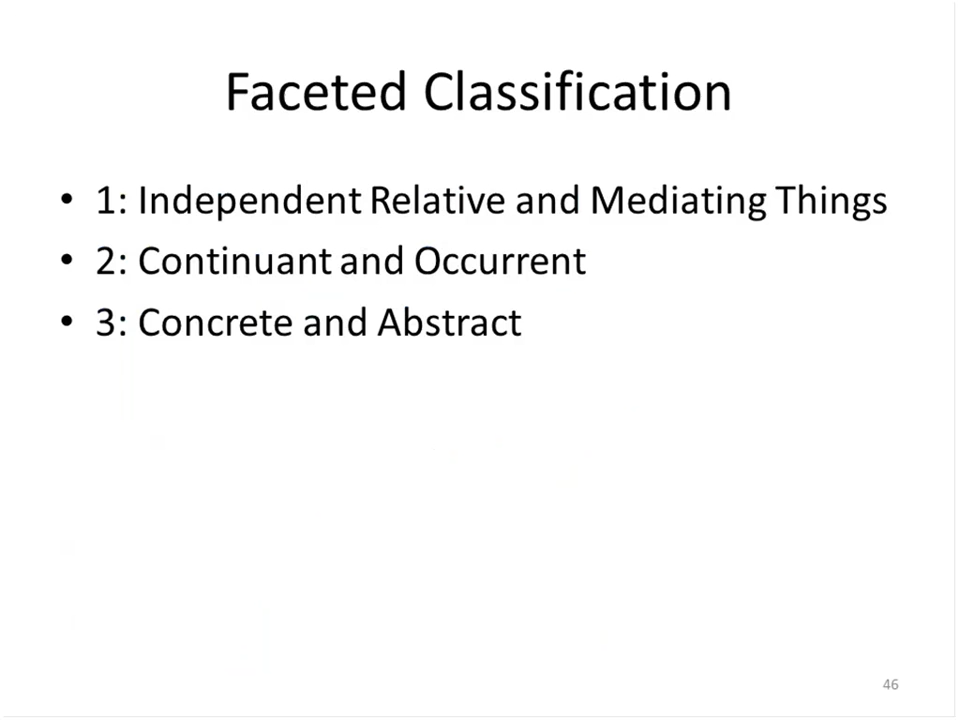 Faceted Classification
• 1: Independent Relative and Mediating Things
• 2: Continuant and Occurrent
• 3: Concrete and Abstract
46